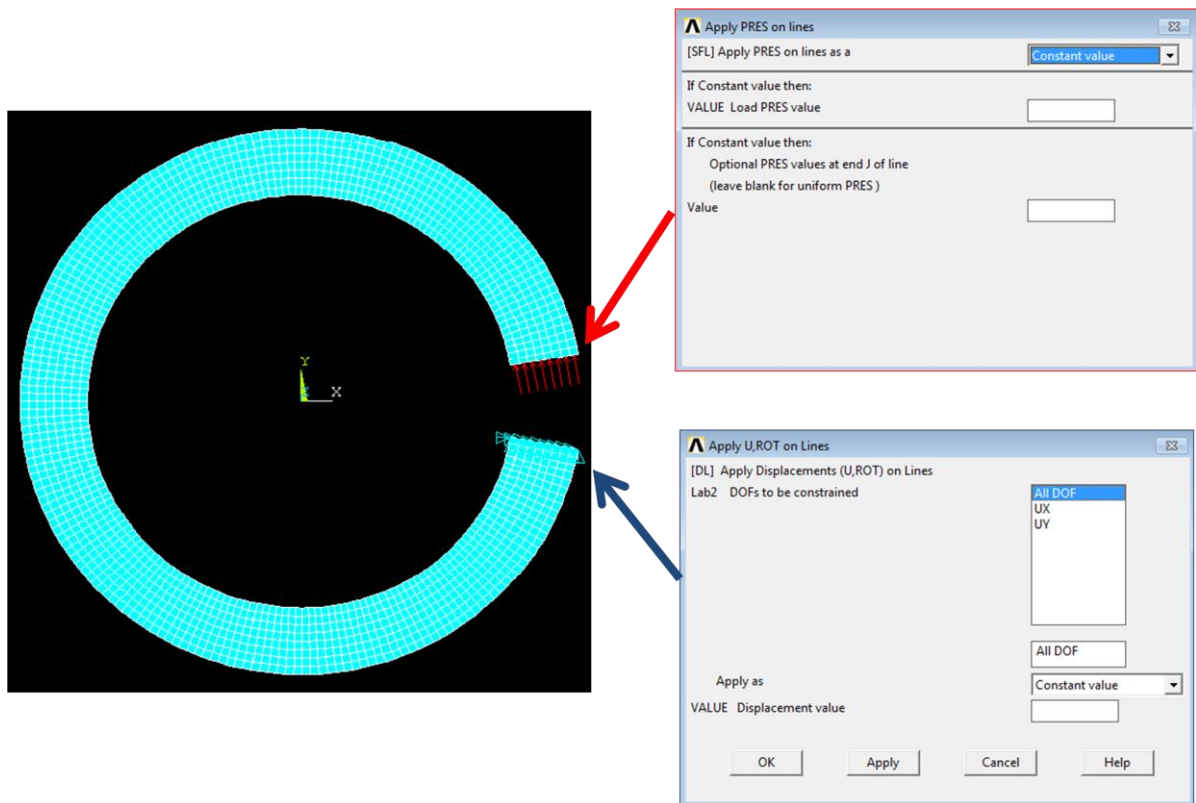 Apply PRES on lines
[SFL] Apply PRES on lines as a
Constant value
If Constant value then:
VALUE Load PRES value
If Constant value then:
Optional PRES values at end J of line
(leave blank for uniform PRES )
Value
Y
X
Apply U,ROT on Lines
[DL] Apply Displacements (U,ROT) on Lines
Lab2 DOFs to be constrained
All DOF
UX
UY
All DOF
Apply as
Constant value
VALUE Displacement value
OK Apply Cancel Help